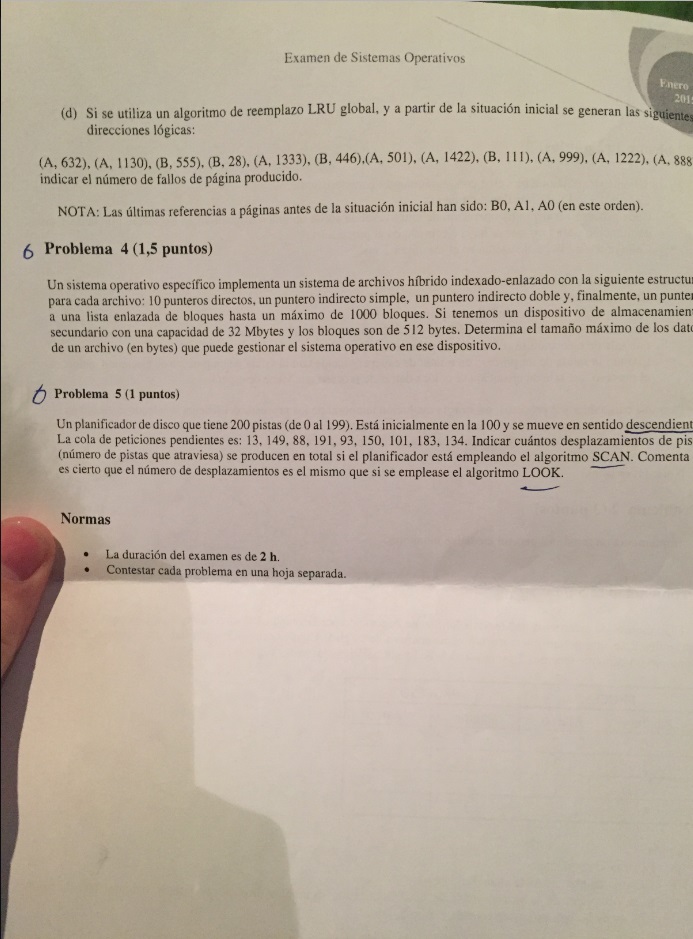 Examen de Sistemas Operativos
Enero
(d) Si se utiliza un algoritmo de reemplazo LRU global, y a partir de la situación inicial se generan las siguientes
direcciones lógicas:
(A, 632), (A, 1130), (B, 555), (B, 28), (A, 1333), (B, 446),(A, 501), (A, 1422), (B, 111), (A, 999), (A, 1222), (A, 888
indicar el número de fallos de página producido.
NOTA: Las últimas referencias a páginas antes de la situación inicial han sido: B0, A1, A0 (en este orden).
6 Problema 4 (1,5 puntos)
Un sistema operativo específico implementa un sistema de archivos híbrido indexado-enlazado con la siguiente estructu
para cada archivo: 10 punteros directos, un puntero indirecto simple, un puntero indirecto doble y, finalmente, un punte
a una lista enlazada de bloques hasta un máximo de 1000 bloques. Si tenemos un dispositivo de almacenamien
secundario con una capacidad de 32 Mbytes y los bloques son de 512 bytes. Determina el tamaño máximo de los dat
de un archivo (en bytes) que puede gestionar el sistema operativo en ese dispositivo.
Problema 5 (1 puntos)
Un planificador de disco que tiene 200 pistas (de 0 al 199). Está inicialmente en la 100 y se mueve en sentido descendent
La cola de peticiones pendientes es: 13, 149, 88, 191, 93, 150, 101, 183, 134. Indicar cuántos desplazamientos de pis
(número de pistas que atraviesa) se producen en total si el planificador está empleando el algoritmo SCAN. Comenta
es cierto que el número de desplazamientos es el mismo que si se emplease el algoritmo LOOK.
Normas
• La duración del examen es de 2 h.
• Contestar cada problema en una hoja separada.